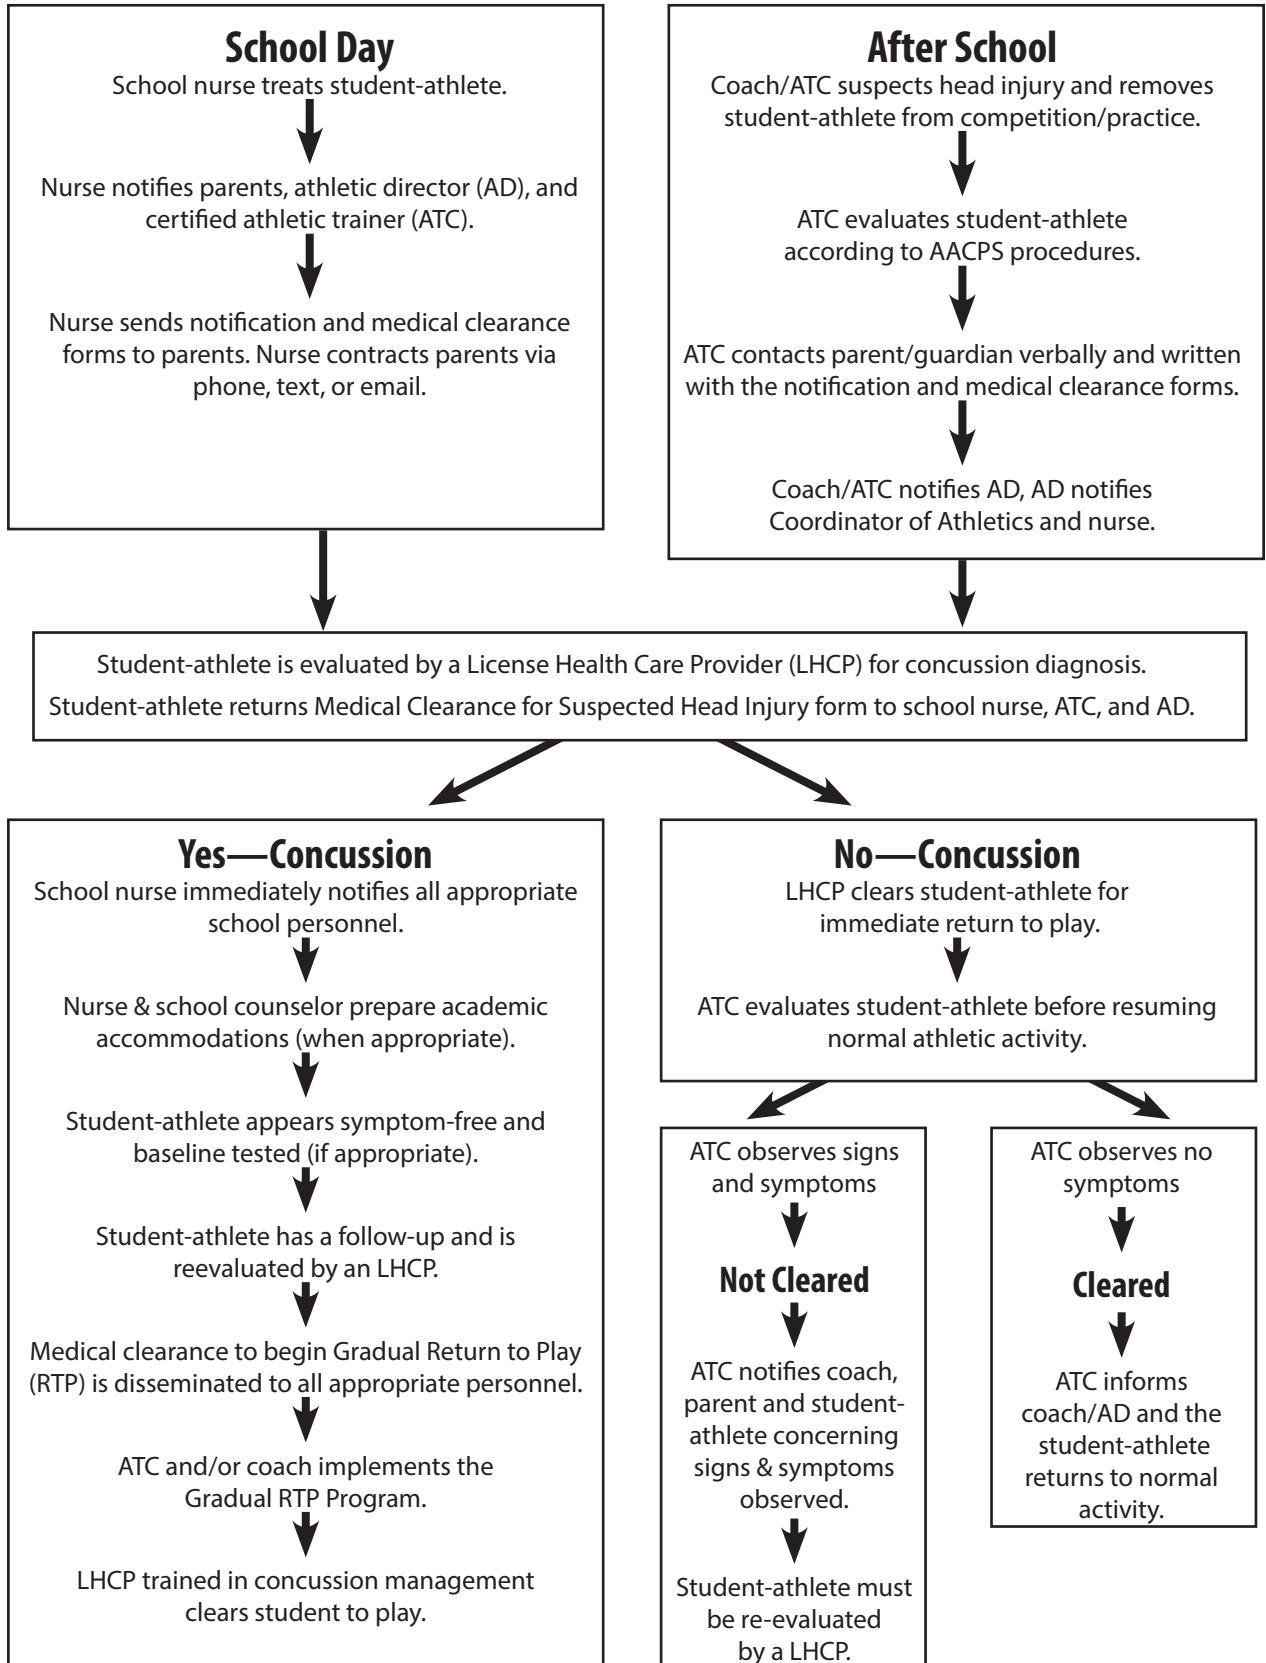 School Day
School nurse treats student-athlete.
Nurse notifies parents, athletic director (AD), and
certified athletic trainer (ATC).
Nurse sends notification and medical clearance
forms to parents. Nurse contracts parents via
phone, text, or email.
After School
Coach/ATC suspects head injury and removes
student-athlete from competition/practice.
ATC evaluates student-athlete
according to AACPS procedures.
ATC contacts parent/guardian verbally and written
with the notification and medical clearance forms.
Coach/ATC notifies AD, AD notifies
Coordinator of Athletics and nurse.
Student-athlete is evaluated by a License Health Care Provider (LHCP) for concussion diagnosis.
Student-athlete returns Medical Clearance for Suspected Head Injury form to school nurse, ATC, and AD.
Yes—Concussion
School nurse immediately notifies all appropriate
school personnel.
Nurse & school counselor prepare academic
accommodations (when appropriate).
Student-athlete appears symptom-free and
baseline tested (if appropriate).
Student-athlete has a follow-up and is
reevaluated by an LHCP.
Medical clearance to begin Gradual Return to Play
(RTP) is disseminated to all appropriate personnel.
ATC and/or coach implements the
Gradual RTP Program.
LHCP trained in concussion management
clears student to play.
No—Concussion
LHCP clears student-athlete for
immediate return to play.
ATC evaluates student-athlete before resuming
normal athletic activity.
ATC observes signs
and symptoms
Not Cleared
ATC notifies coach,
parent and student-
athlete concerning
signs & symptoms
observed.
Student-athlete must
be re-evaluated
by a LHCP.
ATC observes no
symptoms
Cleared
ATC informs
coach/AD and the
student-athlete
returns to normal
activity.